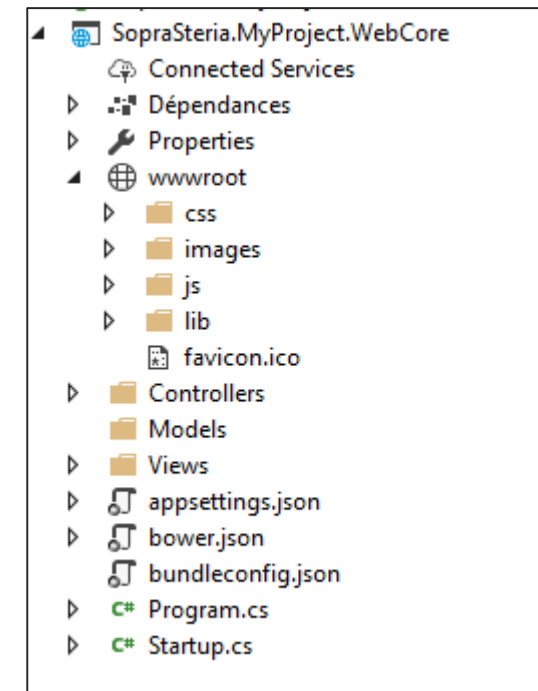 SopraSteria.MyProject.WebCore
Connected Services
Dépendances
Properties
wwwroot
css
images
js
lib
favicon.ico
Controllers
Models
Views
appsettings.json
bower.json
bundleconfig.json
C# Program.cs
C# Startup.cs